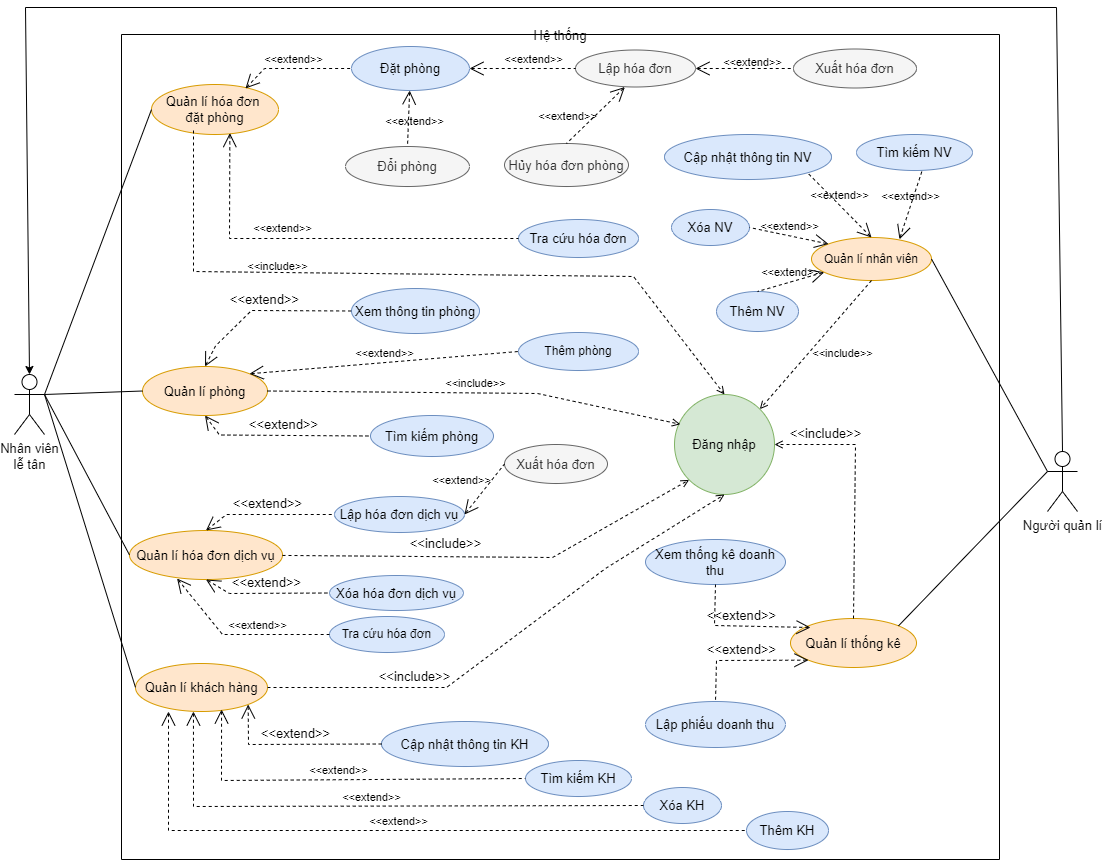 Hệ thống
<<extend>>
Đặt phòng
<<extend>>
Lập hóa đơn
<<extend>>
Xuất hóa đơn
Quản lí hóa đơn
đặt phòng
<<extend>>
<<extend>>
Đổi phòng
Hủy hóa đơn phòng
Cập nhật thông tin NV
Tìm kiếm NV
<<extend>>
<<extend>>
Xóa NV
<<extend>>
<<extend>>
Tra cứu hóa đơn
Quản lí nhân viên
<<include>>
<<extend>>
<<extend>>
Xem thông tin phòng
Thêm NV
<<extend>>
Thêm phòng
<<include>>
Quản lí phòng
<<include>>
<<extend>>
Tìm kiếm phòng
Đăng nhập
<<include>>
Nhân viên
lễ tân
Xuất hóa đơn
<<extend>>
<<extend>>
Lập hóa đơn dịch vụ
Người quản lí
<<include>>
Quản lí hóa đơn dịch vụ
Xem thống kê doanh
thu
<<extend>>
Xóa hóa đơn dịch vụ
<<extend>>
<<extend>>
Tra cứu hóa đơn
Quản lí thống kê
<<extend>>
<<include>>
Quản lí khách hàng
Lập phiếu doanh thu
<<extend>>
Cập nhật thông tin KH
<<extend>>
Tìm kiếm KH
<<extend>>
Xóa KH
<<extend>>
Thêm KH